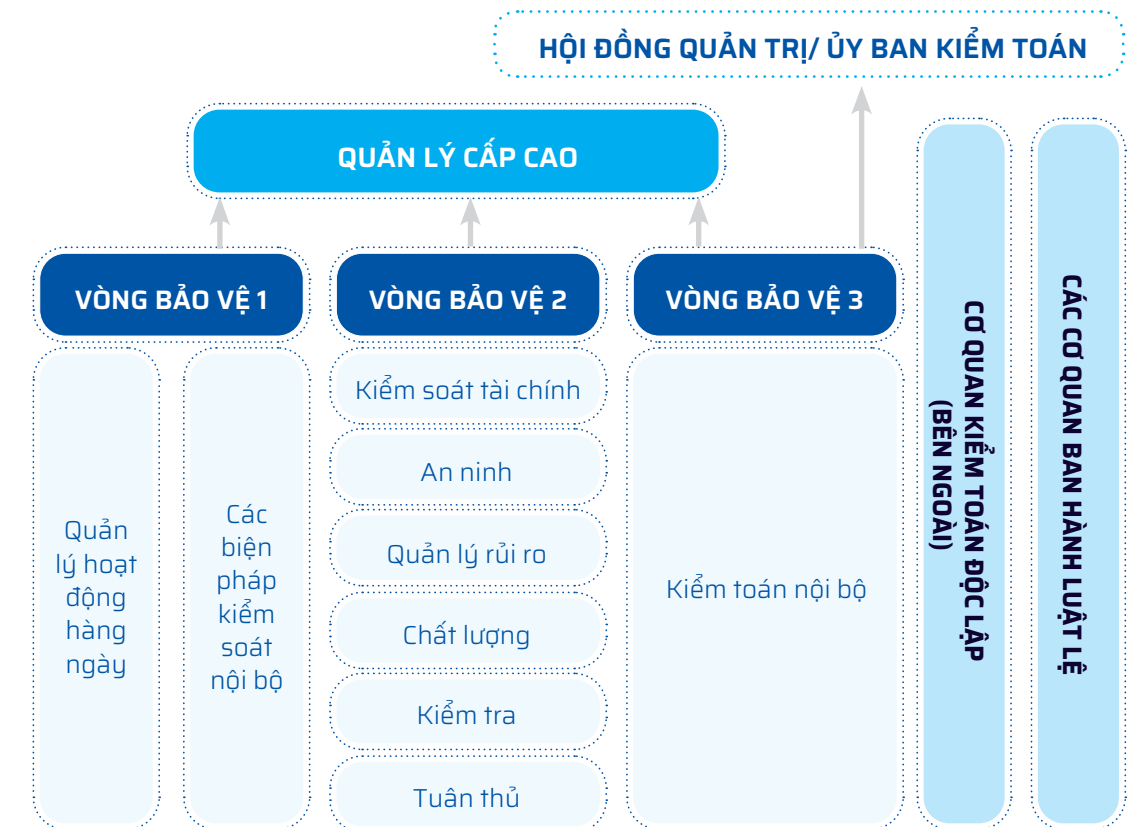 HỘI ĐỒNG QUẢN TRỊ/ ỦY BAN KIỂM TOÁN
QUẢN LÝ CẤP CAO
VÒNG BẢO VỆ 1
Quản
lý hoạt
động
hàng
ngày
Các
biện
pháp
kiểm
soát
nội bộ
VÒNG BẢO VỆ 2
Kiểm soát tài chính
An ninh
Quản lý rủi ro
Chất lượng
Kiểm tra
Tuân thủ
VÒNG BẢO VỆ 3
Kiểm toán nội bộ
CƠ QUAN KIỂM TOÁN ĐỘC LẬP
(BÊN NGOÀI)
CÁC CƠ QUAN BAN HÀNH LUẬT LỆ